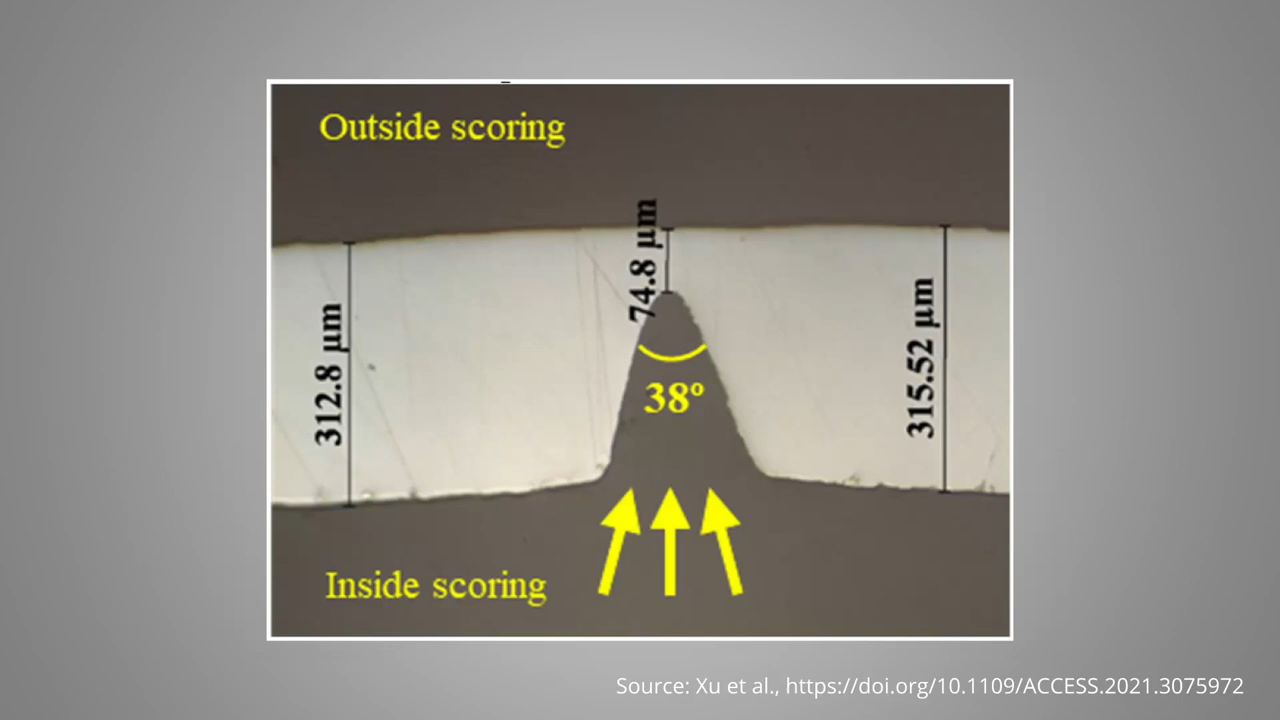 Outside scoring
74.8 μm
312.8 μm
315.52 μm
38°
Inside scoring
Source: Xu et al., https://doi.org/10.1109/ACCESS.2021.3075972